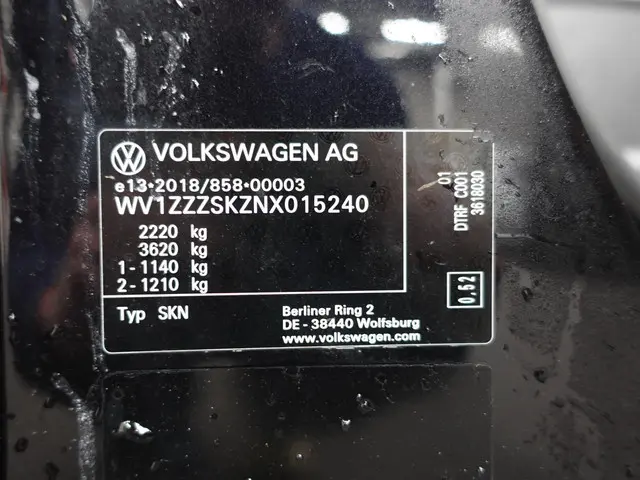 VOLKSWAGEN AG
e13•2018/858•00003
WV1ZZZSKZNX015240
2220 kg
3620 kg
1 - 1140 kg
2 - 1210 kg
Typ SKN
Berliner Ring 2
DE - 38440 Wolfsburg
www.volkswagen.com
01
DTRF C001
3618030
0,52